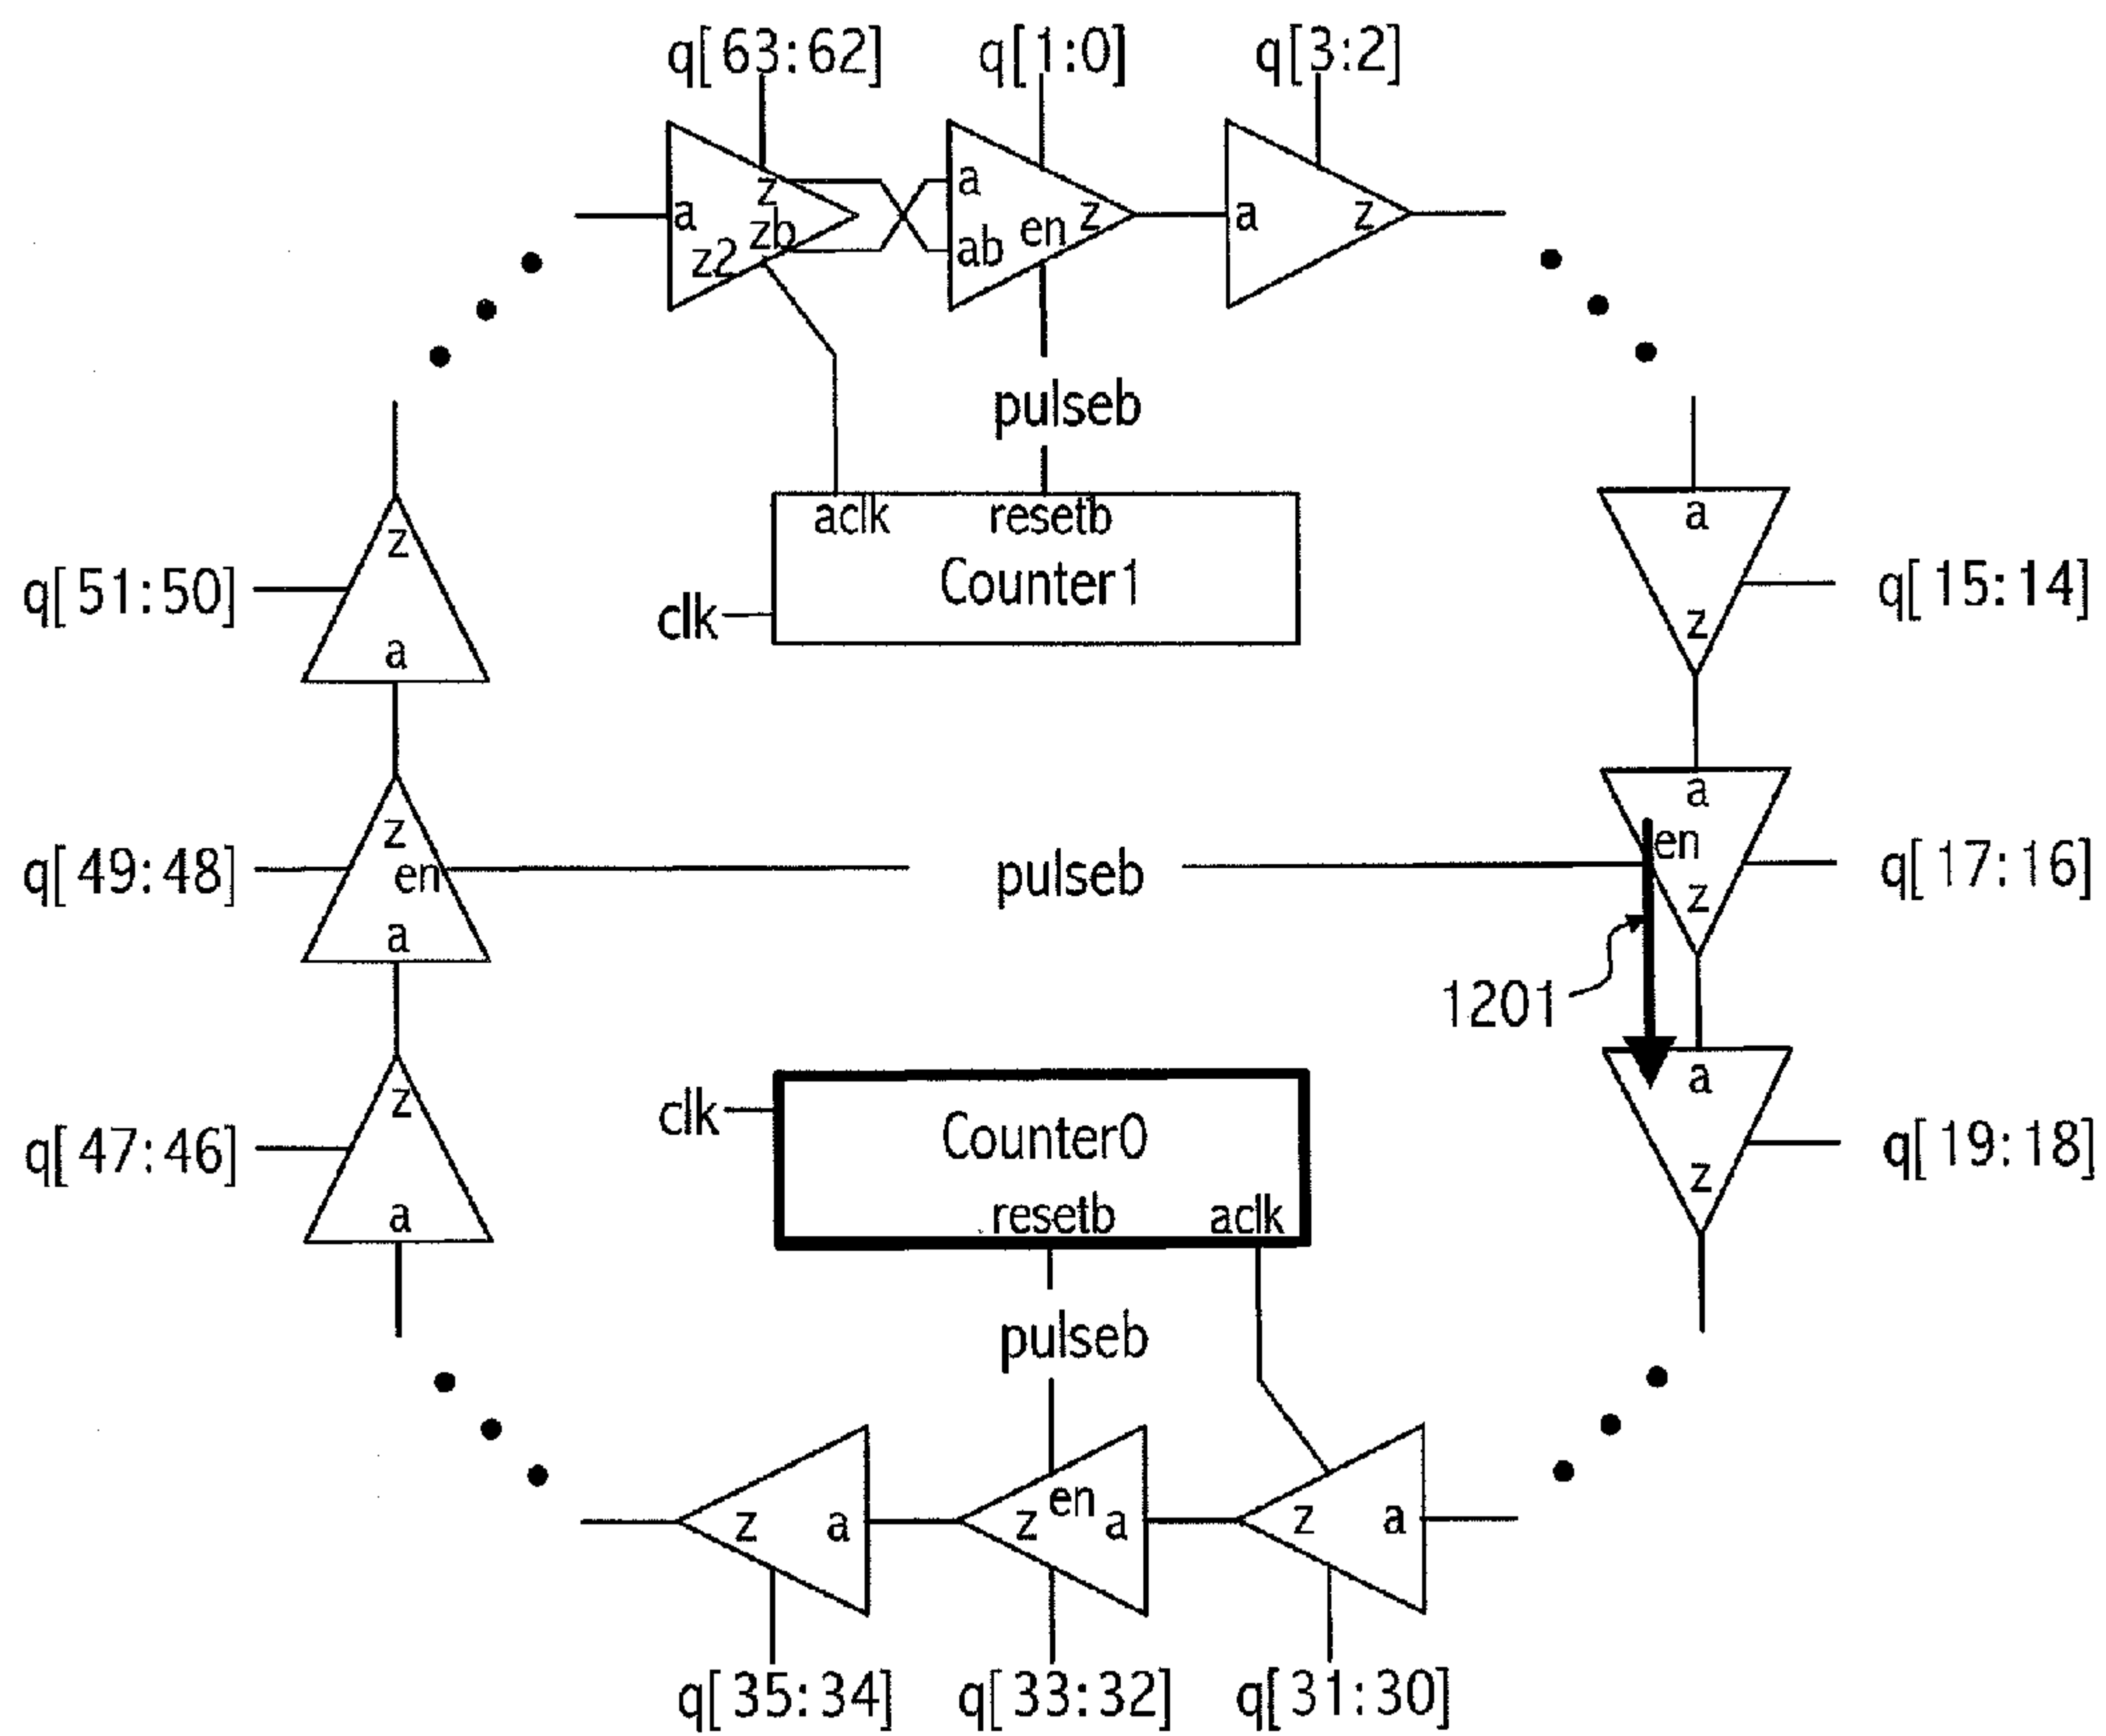 q[63:62] q[1:0] q[3:2]
z
a
zb
z2
a
ab
en
z
a
z
pulseb
aclk resetb
Counter1
clk
z
a
q[51:50]
a
z
q[15:14]
z
en
a
q[49:48]
pulseb
a
en
z
q[17:16]
1201
z
a
q[47:46]
clk
Counter0
resetb aclk
a
z
q[19:18]
pulseb
z a
z en a
z a
q[35:34] q[33:32] q[31:30]